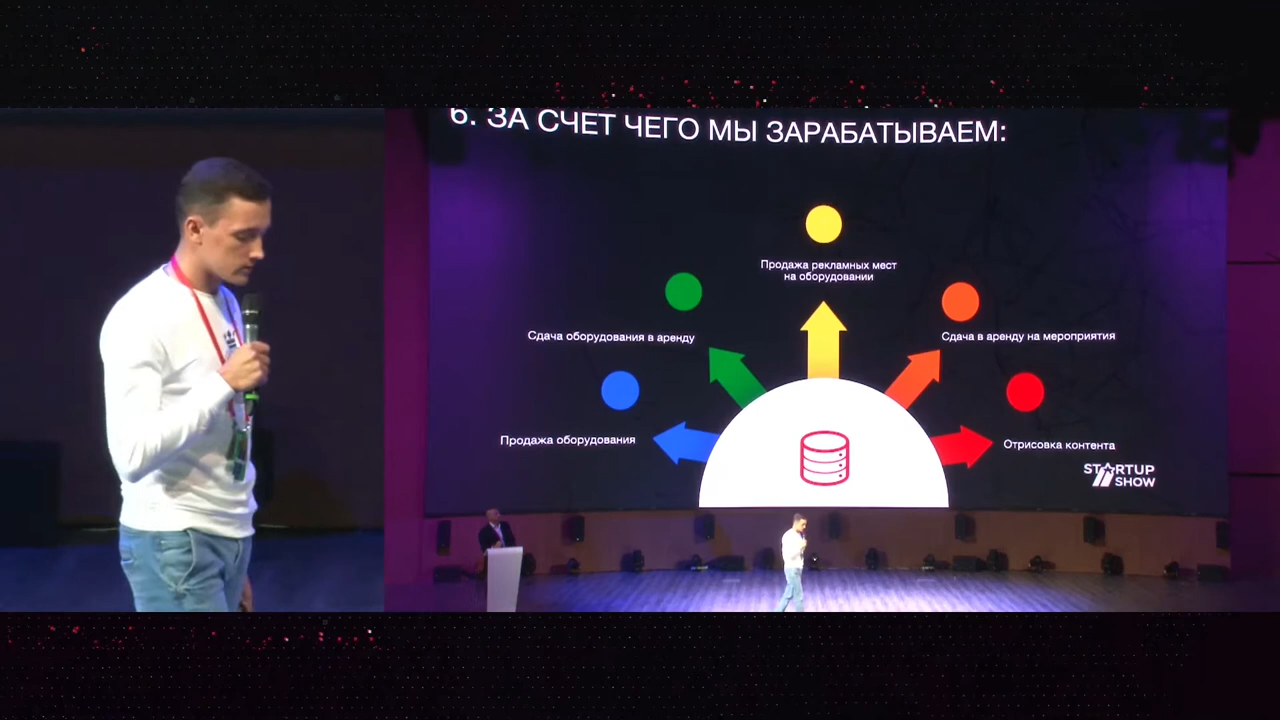 6. ЗА СЧЕТ ЧЕГО МЫ ЗАРАБАТЫВАЕМ:
Продажа рекламных мест
на оборудовании
Сдача оборудования в аренду
Сдача в аренду на мероприятия
Продажа оборудования
Отрисовка контента
STARTUP
SHOW